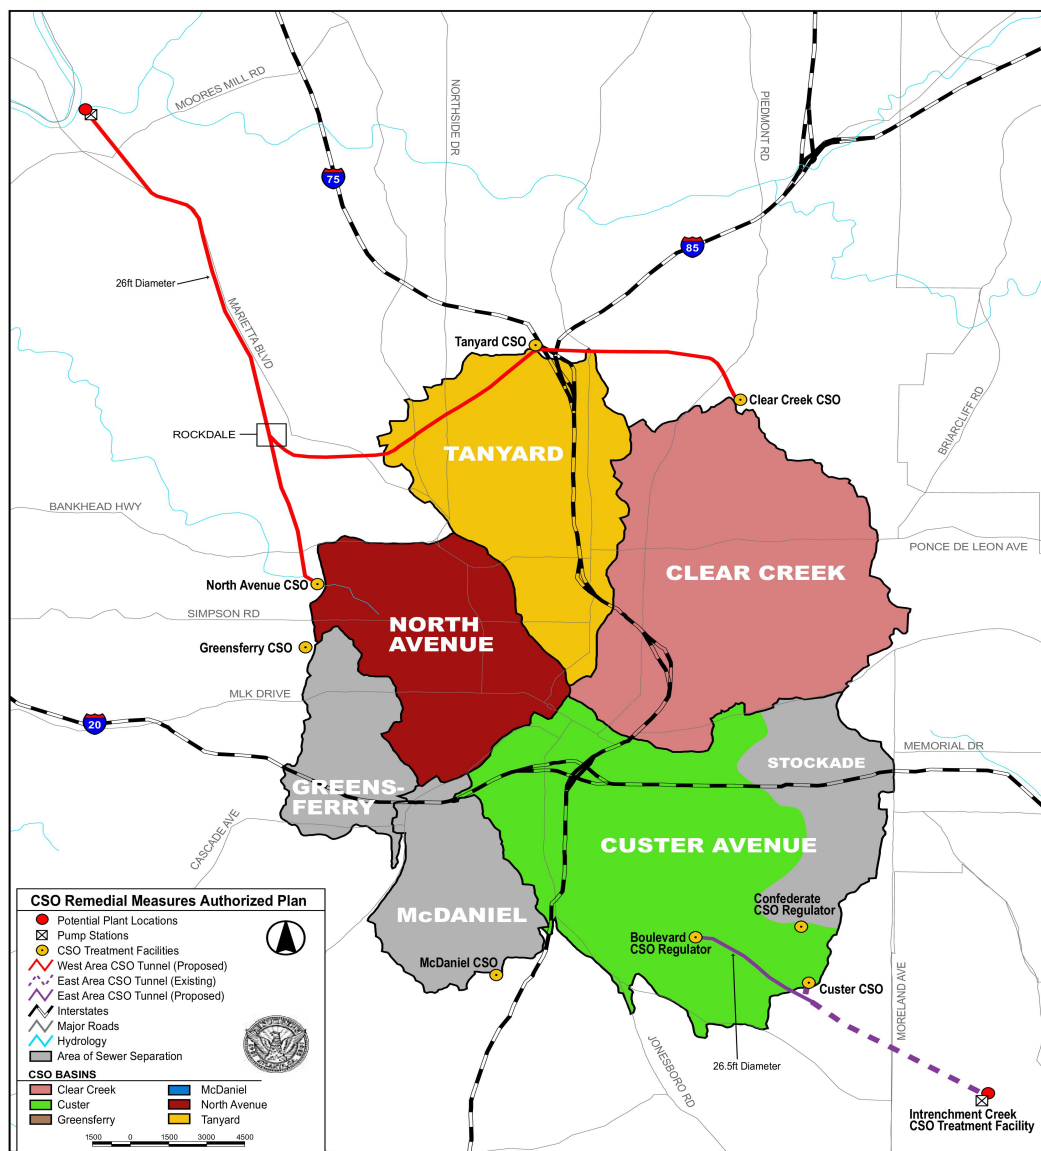 MOORES MILL RD
NORTHSIDE DR
PIEDMONT RD
75
85
26ft Diameter
MARIETTA BLVD
Tanyard CSO
Clear Creek CSO
BRIARCLIFF RD
ROCKDALE
TANYARD
BANKHEAD HWY
PONCE DE LEON AVE
CLEAR CREEK
North Avenue CSO
SIMPSON RD
NORTH
AVENUE
Greensferry CSO
MLK DRIVE
20
MEMORIAL DR
STOCKADE
GREENS-
FERRY
CASCADE AVE
CUSTER AVENUE
McDANIEL
Confederate
CSO Regulator
Boulevard
CSO Regulator
McDaniel CSO
Custer CSO
MORELAND AVE
JONESBORO RD
26.5ft Diameter
Intrenchment Creek
CSO Treatment Facility
CSO Remedial Measures Authorized Plan
Potential Plant Locations
Pump Stations
CSO Treatment Facilities
West Area CSO Tunnel (Proposed)
East Area CSO Tunnel (Existing)
East Area CSO Tunnel (Proposed)
Interstates
Major Roads
Hydrology
Area of Sewer Separation
CSO BASINS
Clear Creek McDaniel
Custer North Avenue
Greensferry Tanyard
1500 0 1500 3000 4500